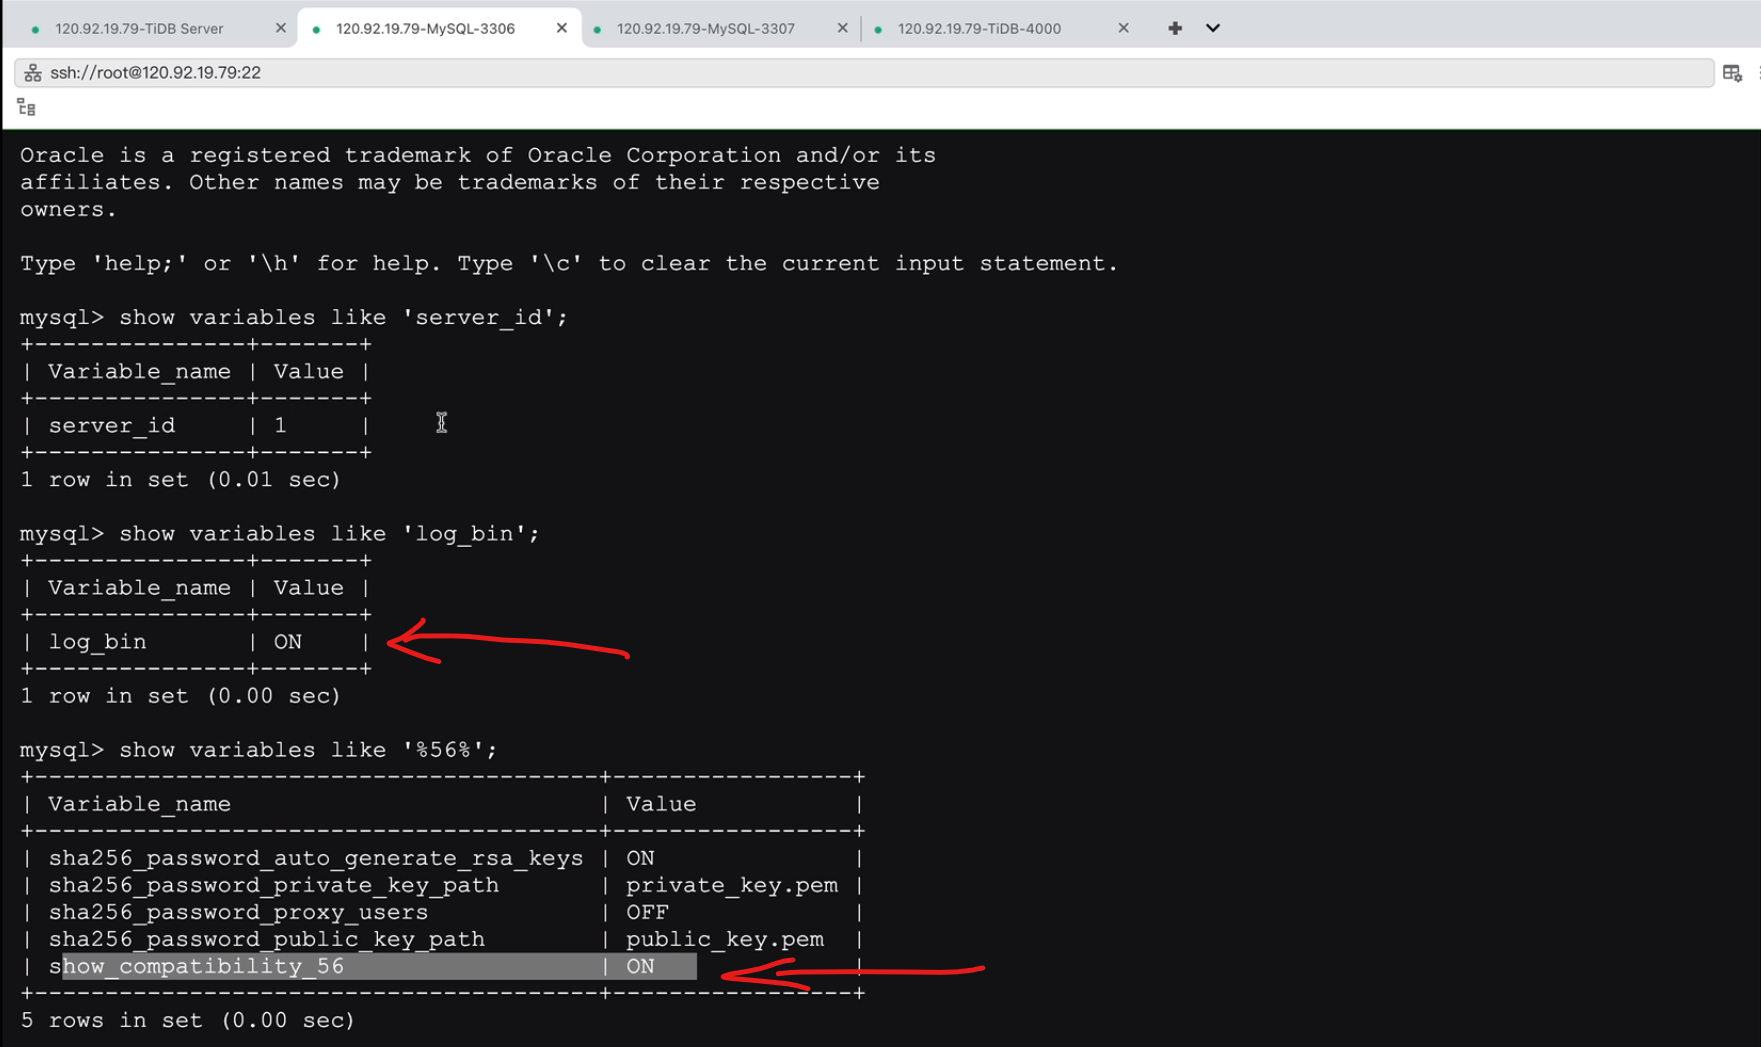 120.92.19.79-TiDB Server
120.92.19.79-MySQL-3306
120.92.19.79-MySQL-3307
120.92.19.79-TiDB-4000
ssh://root@120.92.19.79:22
Oracle is a registered trademark of Oracle Corporation and/or its
affiliates. Other names may be trademarks of their respective
owners.
Type 'help;' or '\h' for help. Type '\c' to clear the current input statement.
mysql> show variables like 'server_id';
+---------------+-------+
| Variable_name | Value |
+---------------+-------+
| server_id     | 1     |
+---------------+-------+
1 row in set (0.01 sec)
mysql> show variables like 'log_bin';
+---------------+-------+
| Variable_name | Value |
+---------------+-------+
| log_bin       | ON    |
+---------------+-------+
1 row in set (0.00 sec)
mysql> show variables like '%56%';
+----------------------------------------+-----------------+
| Variable_name                          | Value           |
+----------------------------------------+-----------------+
| sha256_password_auto_generate_rsa_keys | ON              |
| sha256_password_private_key_path       | private_key.pem |
| sha256_password_proxy_users            | OFF             |
| sha256_password_public_key_path        | public_key.pem  |
| show_compatibility_56                  | ON              |
+----------------------------------------+-----------------+
5 rows in set (0.00 sec)